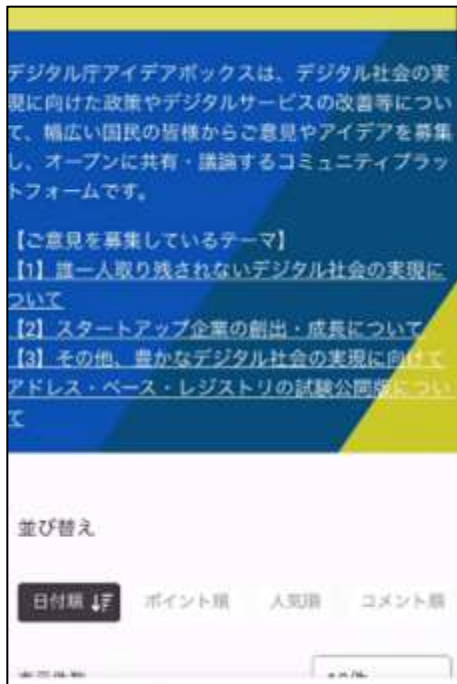 デジタル庁アイデアボックスは、デジタル社会の実
現に向けた政策やデジタルサービスの改善等につい
て、幅広い国民の皆様からご意見やアイデアを募集
し、オープンに共有・議論するコミュニティプラッ
トフォームです。
【ご意見を募集しているテーマ】
【1】誰一人取り残されないデジタル社会の実現に
ついて
【2】スタートアップ企業の創出・成長について
【3】その他、豊かなデジタル社会の実現に向けて
アドレス・ベース・レジストリの試験公開版につい
て
並び替え
日付順 ポイント順 人気順 コメント順
表示件数